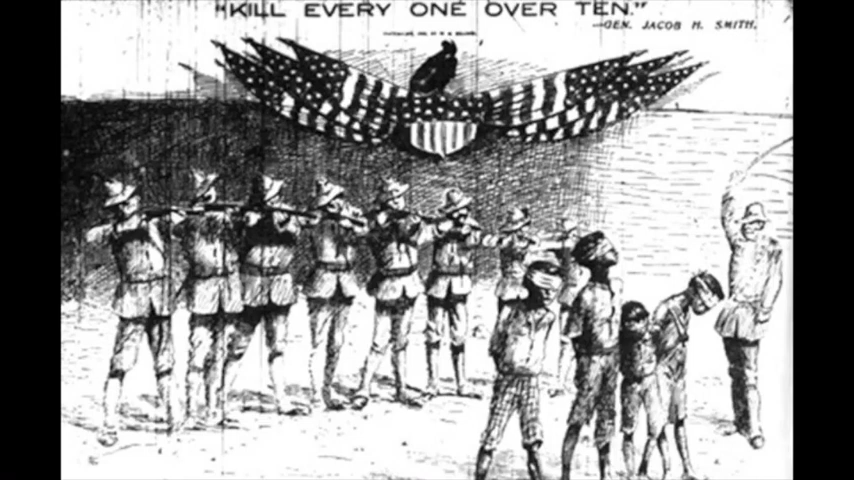 "KILL EVERY ONE OVER TEN."
—GEN. JACOB H. SMITH.